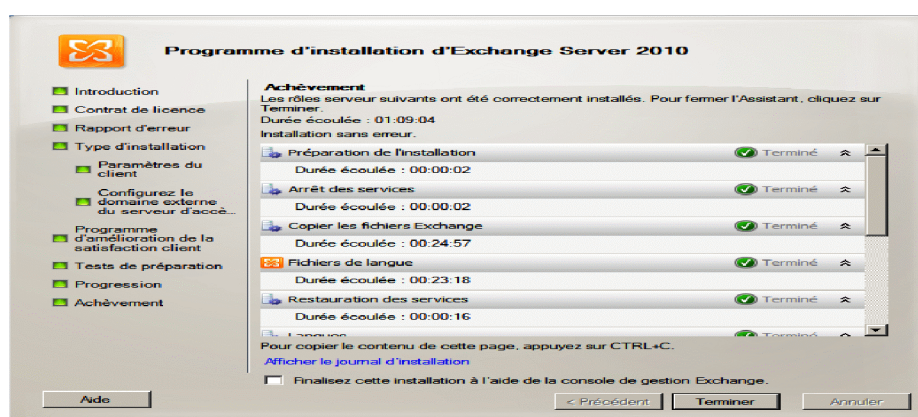 Programme d'installation d'Exchange Server 2010
Introduction
Contrat de licence
Rapport d'erreur
Type d'installation
Paramètres du
client
Configurez le
domaine externe
du serveur d'accè...
Programme
d'amélioration de la
satisfaction client
Tests de préparation
Progression
Achèvement
Achèvement
Les rôles serveur suivants ont été correctement installés. Pour fermer l'Assistant, cliquez sur
Terminer.
Durée écoulée : 01:09:04
Installation sans erreur.
Préparation de l'installation Terminé
Durée écoulée : 00:00:02
Arrêt des services Terminé
Durée écoulée : 00:00:02
Copier les fichiers Exchange Terminé
Durée écoulée : 00:24:57
Fichiers de langue Terminé
Durée écoulée : 00:23:18
Restauration des services Terminé
Durée écoulée : 00:00:16
Langues Terminé
Pour copier le contenu de cette page, appuyez sur CTRL+C.
Afficher le journal d'installation
Finalisez cette installation à l'aide de la console de gestion Exchange.
Aide
< Précédent
Terminer
Annuler